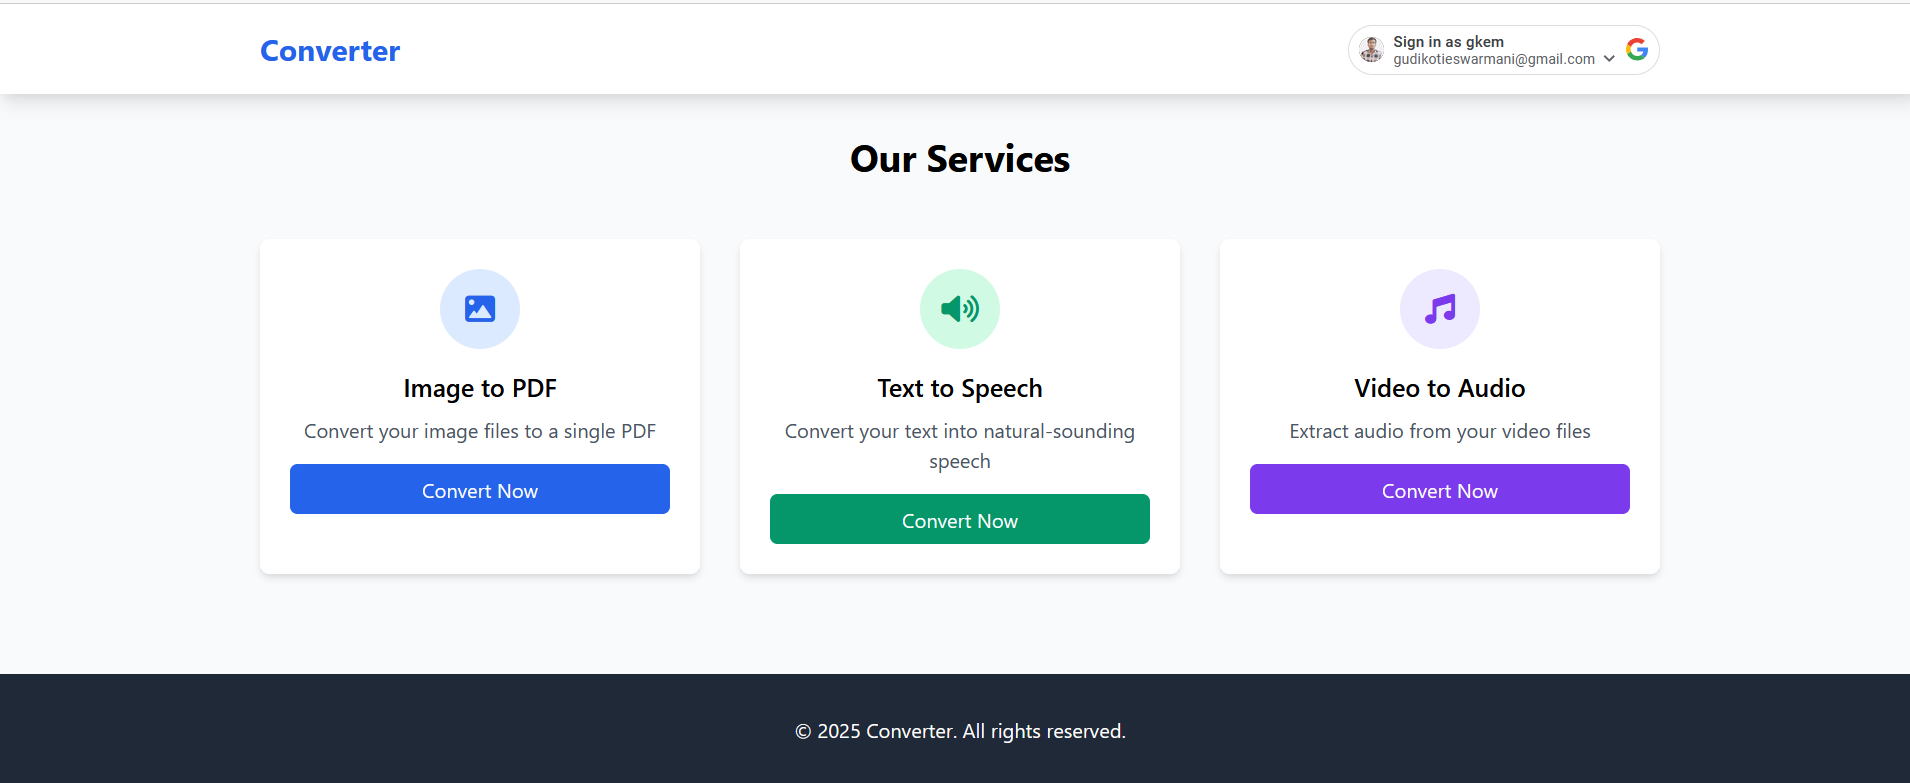 Converter
Sign in as gkem
gudikotieswarmani@gmail.com
Our Services
Image to PDF
Convert your image files to a single PDF
Convert Now
Text to Speech
Convert your text into natural-sounding
speech
Convert Now
Video to Audio
Extract audio from your video files
Convert Now
© 2025 Converter. All rights reserved.